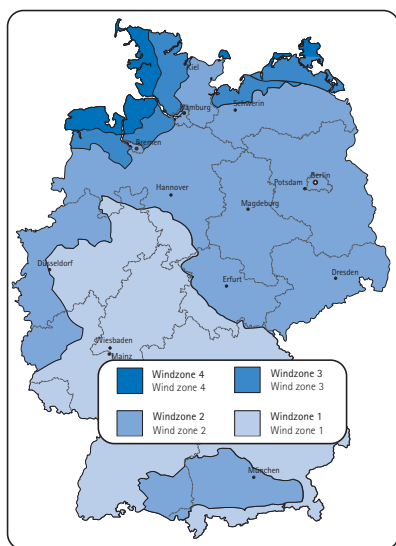 Kiel
Hamburg
Schwerin
Bremen
Berlin
Potsdam
Hannover
Magdeburg
Düsseldorf
Dresden
Erfurt
Wiesbaden
Mainz
Windzone 4
Wind zone 4
Windzone 3
Wind zone 3
Windzone 2
Wind zone 2
Windzone 1
Wind zone 1
München